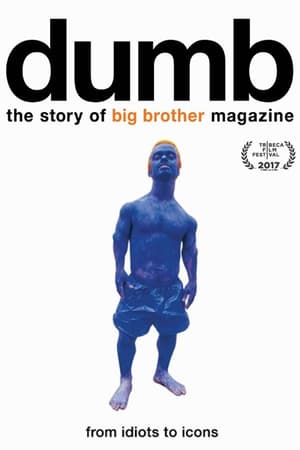 dumb
the story of big brother magazine
TRIBECA
FILM
FESTIVAL
2017
from idiots to icons